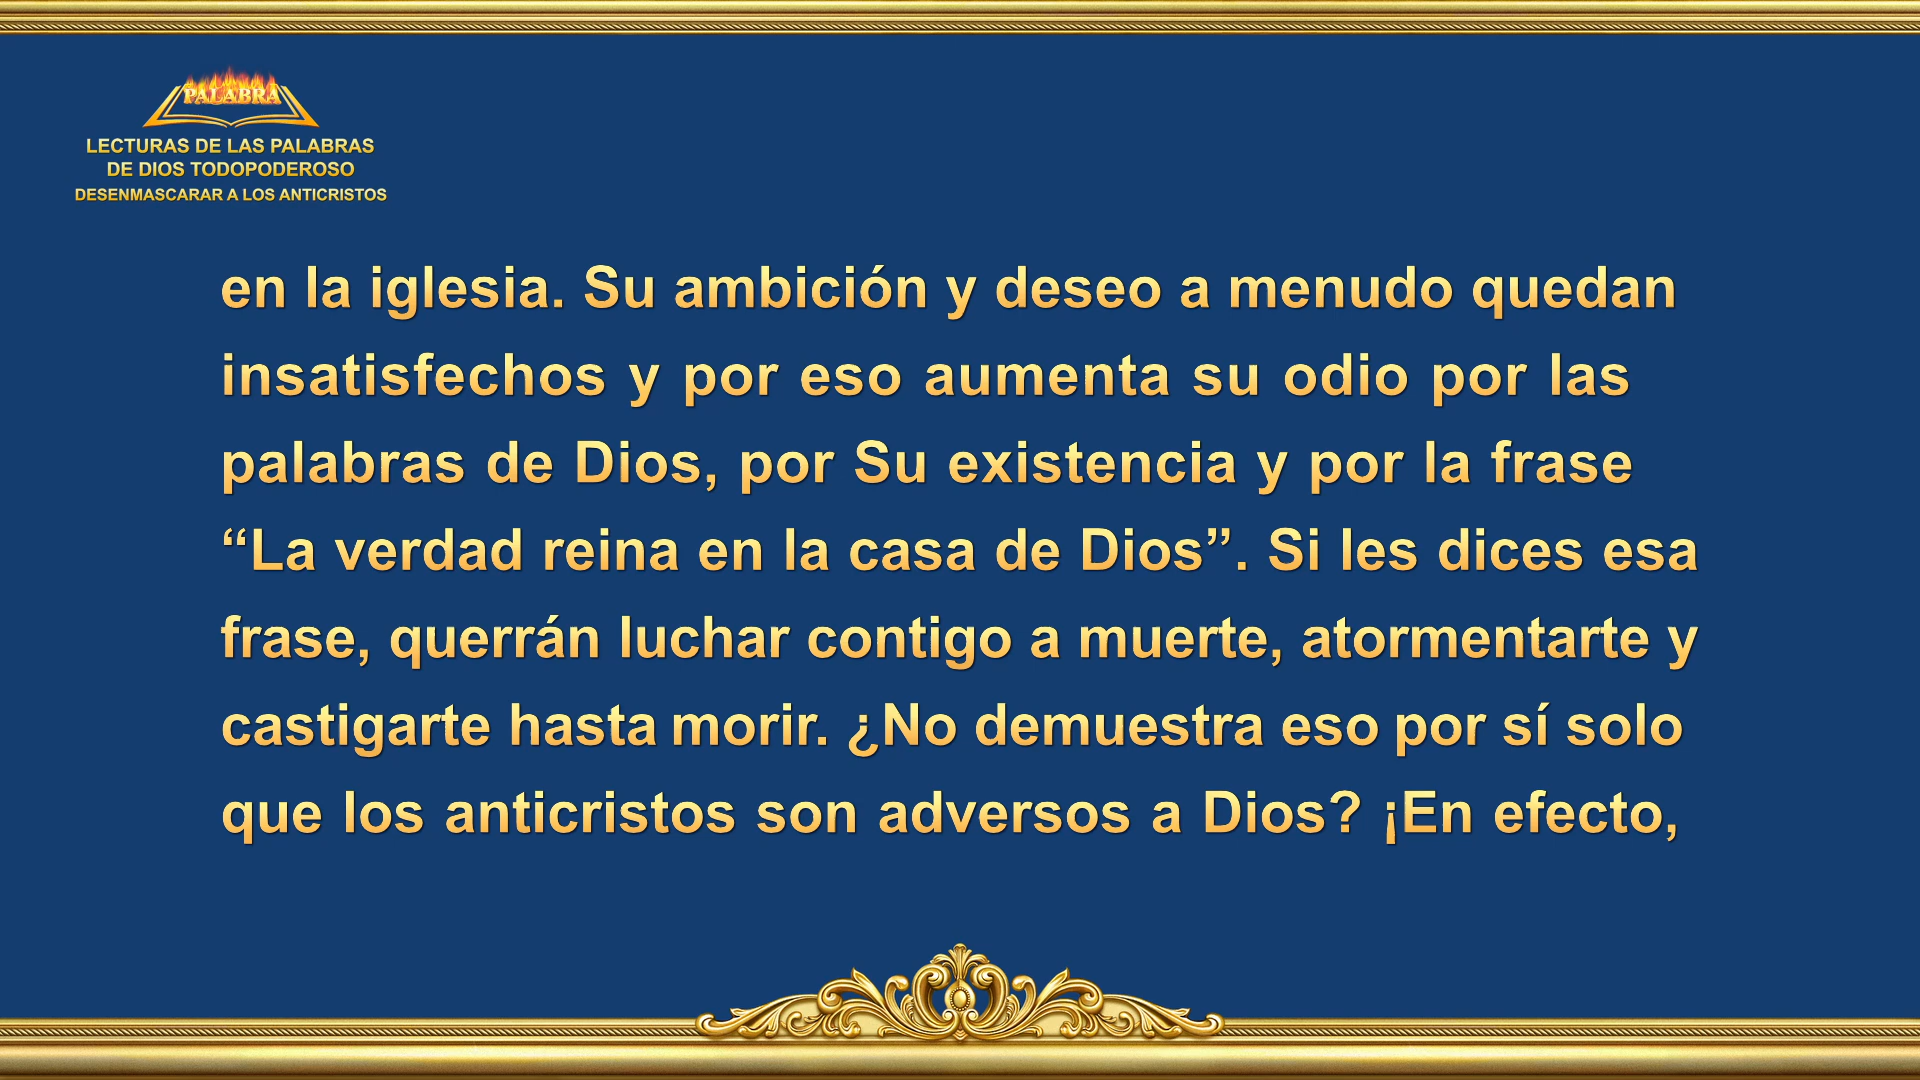 PALABRA
LECTURAS DE LAS PALABRAS
DE DIOS TODOPODEROSO
DESENMASCARAR A LOS ANTICRISTOS
en la iglesia. Su ambición y deseo a menudo quedan
insatisfechos y por eso aumenta su odio por las
palabras de Dios, por Su existencia y por la frase
“La verdad reina en la casa de Dios”. Si les dices esa
frase, querrán luchar contigo a muerte, atormentarte y
castigarte hasta morir. ¿No demuestra eso por sí solo
que los anticristos son adversos a Dios? ¡En efecto,